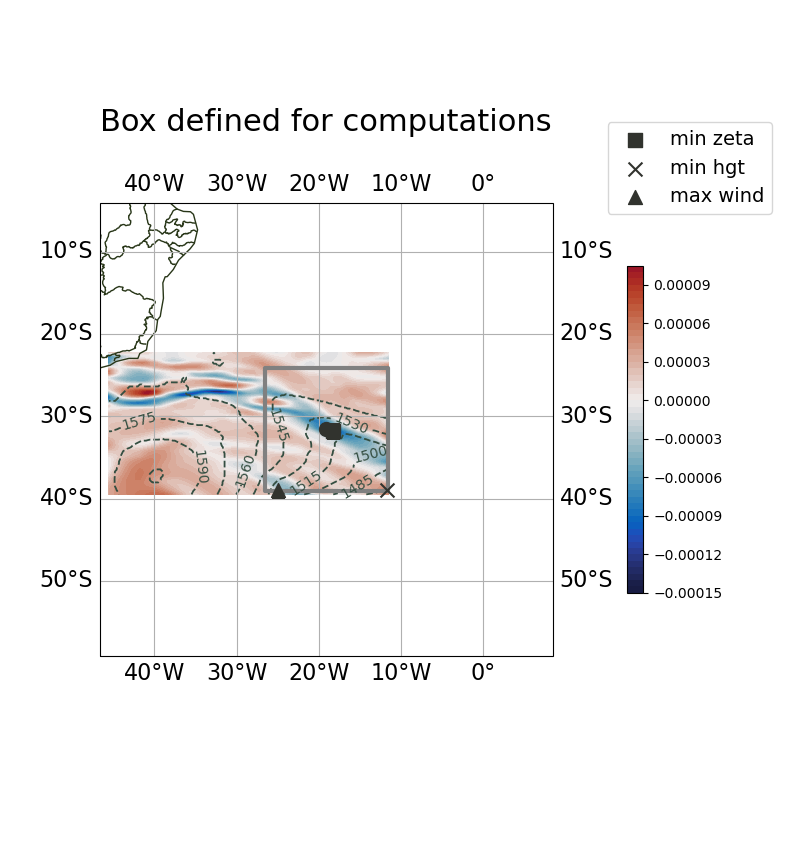 Box defined for computations
min zeta
min hgt
max wind
40°W 30°W 20°W 10°W 0°
10°S 10°S
20°S 20°S
30°S 30°S
40°S 40°S
50°S 50°S
40°W 30°W 20°W 10°W 0°
1575
1590
1560
1545
1530
1500
1515
1485
0.00009
0.00006
0.00003
0.00000
−0.00003
−0.00006
−0.00009
−0.00012
−0.00015